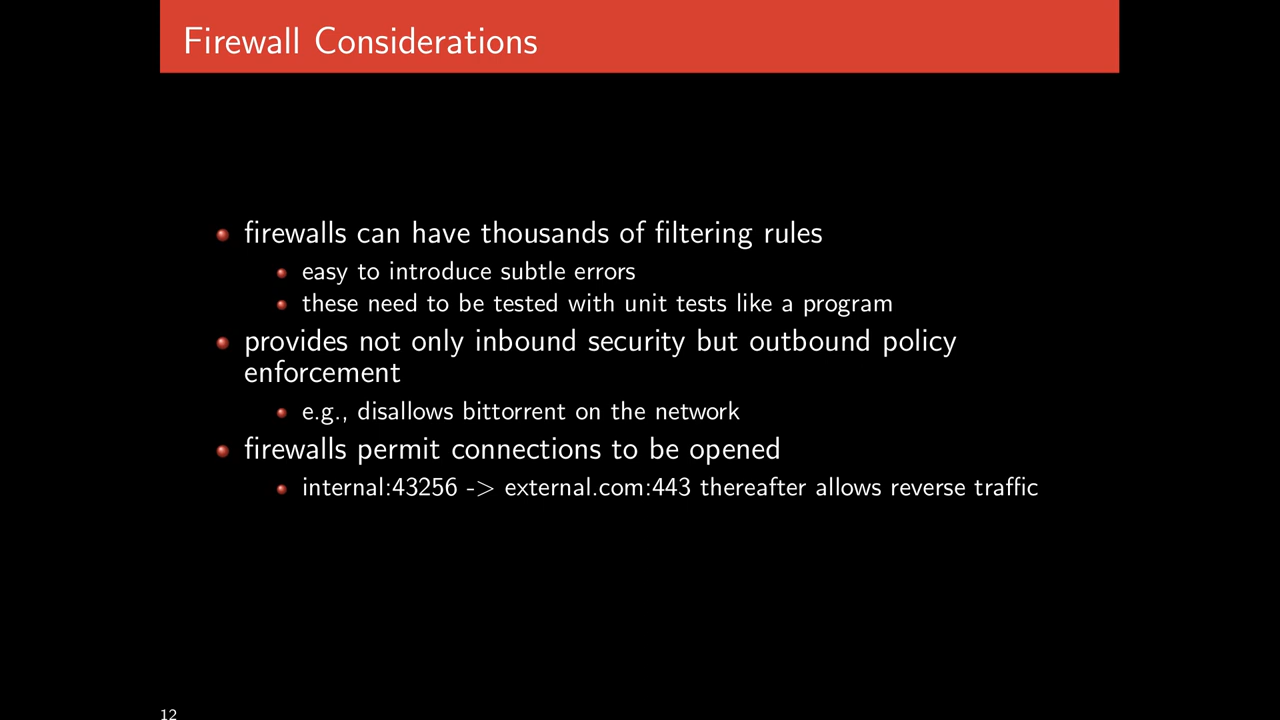 Firewall Considerations
firewalls can have thousands of filtering rules
easy to introduce subtle errors
these need to be tested with unit tests like a program
provides not only inbound security but outbound policy
enforcement
e.g., disallows bittorrent on the network
firewalls permit connections to be opened
internal:43256 -> external.com:443 thereafter allows reverse traffic
12